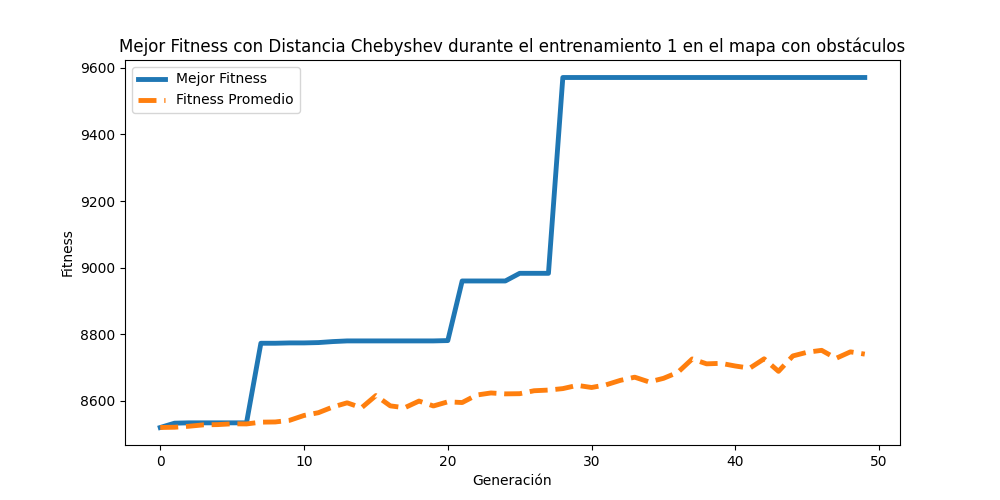 Mejor Fitness con Distancia Chebyshev durante el entrenamiento 1 en el mapa con obstáculos
Mejor Fitness
Fitness Promedio
9600
9400
9200
9000
8800
8600
Fitness
0 10 20 30 40 50
Generación